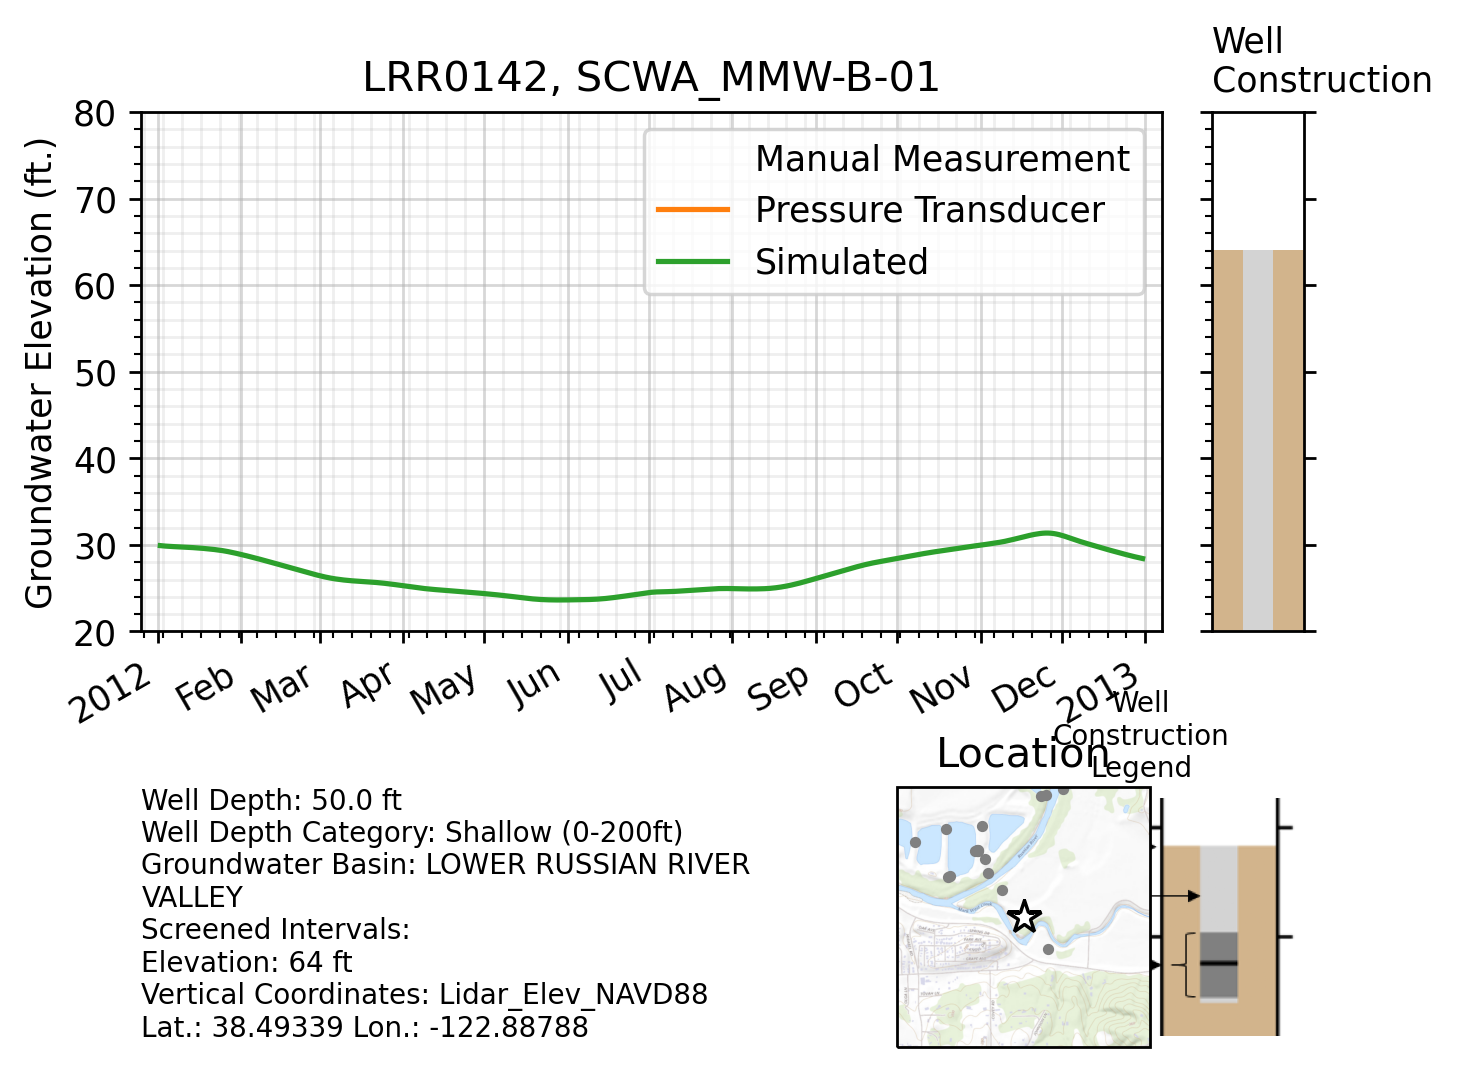 Well
Construction
LRR0142, SCWA_MMW-B-01
Groundwater Elevation (ft.)
80
70
60
50
40
30
20
Manual Measurement
Pressure Transducer
Simulated
2012
Feb
Mar
Apr
May
Jun
Jul
Aug
Sep
Oct
Nov
Dec
2013
Well
Construction
Legend
Location
Well Depth: 50.0 ft
Well Depth Category: Shallow (0-200ft)
Groundwater Basin: LOWER RUSSIAN RIVER
VALLEY
Screened Intervals:
Elevation: 64 ft
Vertical Coordinates: Lidar_Elev_NAVD88
Lat.: 38.49339 Lon.: -122.88788